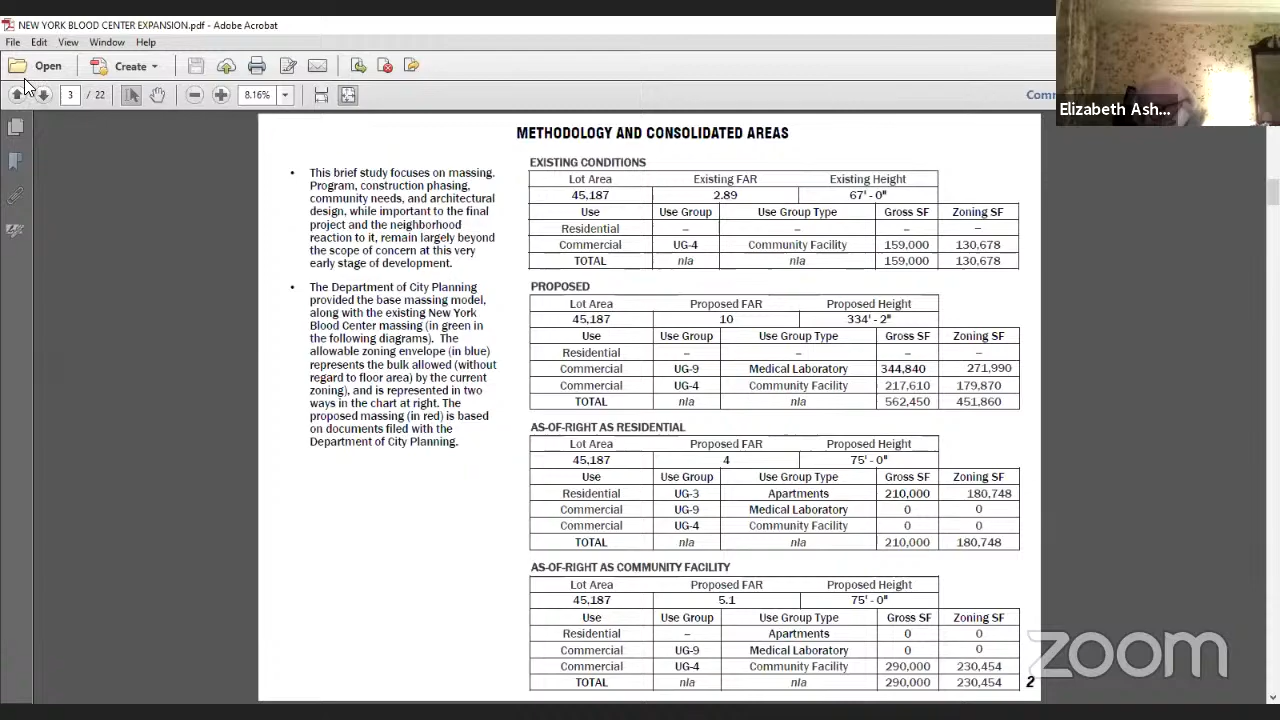 NEW YORK BLOOD CENTER EXPANSION.pdf - Adobe Acrobat
File Edit View Window Help
Open Create
3 / 22 8.16% Comm
Elizabeth Ash...
METHODOLOGY AND CONSOLIDATED AREAS
• This brief study focuses on massing.
Program, construction phasing,
community needs, and architectural
design, while important to the final
project and the neighborhood
reaction to it, remain largely beyond
the scope of concern at this very
early stage of development.
• The Department of City Planning
provided the base massing model,
along with the existing New York
Blood Center massing (in green in
the following diagrams). The
allowable zoning envelope (in blue)
represents the bulk allowed (without
regard to floor area) by the current
zoning), and is represented in two
ways in the chart at right. The
proposed massing (in red) is based
on documents filed with the
Department of City Planning.
EXISTING CONDITIONS
Lot Area Existing FAR Existing Height
45,187 2.89 67' - 0"
Use Use Group Use Group Type Gross SF Zoning SF
Residential – – – –
Commercial UG-4 Community Facility 159,000 130,678
TOTAL n/a n/a 159,000 130,678
PROPOSED
Lot Area Proposed FAR Proposed Height
45,187 10 334' - 2"
Use Use Group Use Group Type Gross SF Zoning SF
Residential – – – –
Commercial UG-9 Medical Laboratory 344,840 271,990
Commercial UG-4 Community Facility 217,610 179,870
TOTAL n/a n/a 562,450 451,860
AS-OF-RIGHT AS RESIDENTIAL
Lot Area Proposed FAR Proposed Height
45,187 4 75' - 0"
Use Use Group Use Group Type Gross SF Zoning SF
Residential UG-3 Apartments 210,000 180,748
Commercial UG-9 Medical Laboratory 0 0
Commercial UG-4 Community Facility 0 0
TOTAL n/a n/a 210,000 180,748
AS-OF-RIGHT AS COMMUNITY FACILITY
Lot Area Proposed FAR Proposed Height
45,187 5.1 75' - 0"
Use Use Group Use Group Type Gross SF Zoning SF
Residential – Apartments 0 0
Commercial UG-9 Medical Laboratory 0 0
Commercial UG-4 Community Facility 290,000 230,454
TOTAL n/a n/a 290,000 230,454
2
zoom